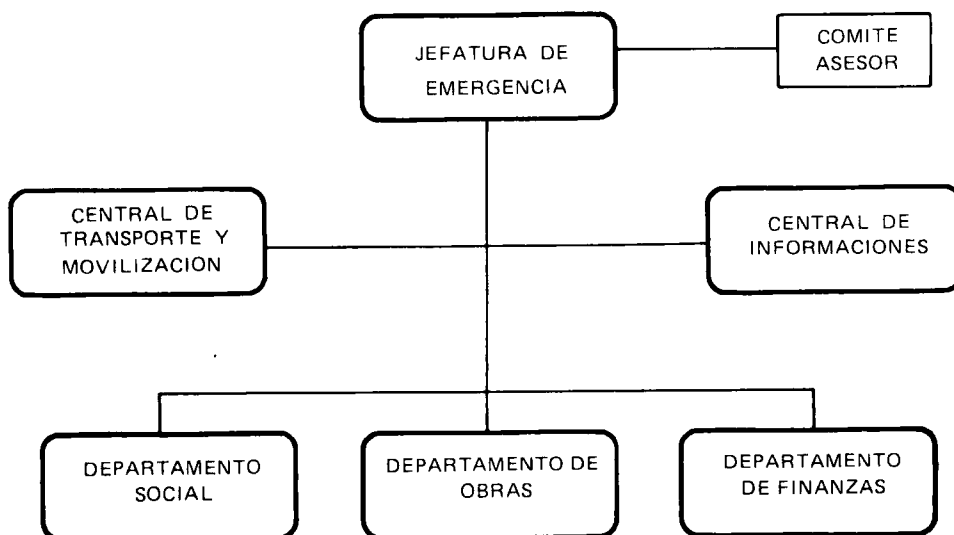 JEFATURA DE
EMERGENCIA
COMITE
ASESOR
CENTRAL DE
TRANSPORTE Y
MOVILIZACION
CENTRAL DE
INFORMACIONES
DEPARTAMENTO
SOCIAL
DEPARTAMENTO DE
OBRAS
DEPARTAMENTO
DE FINANZAS